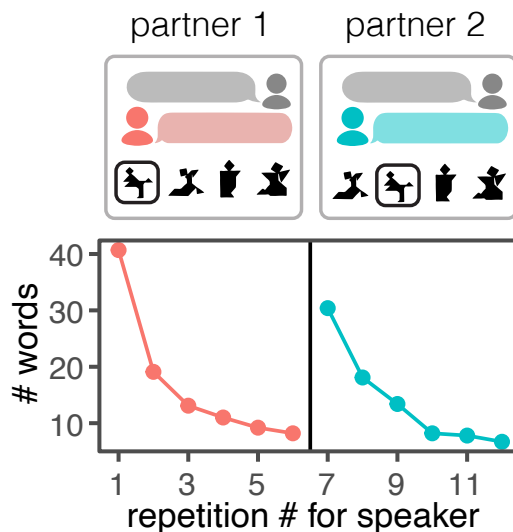 partner 1 partner 2
40
30
20
10
# words
1 3 5 7 9 11
repetition # for speaker